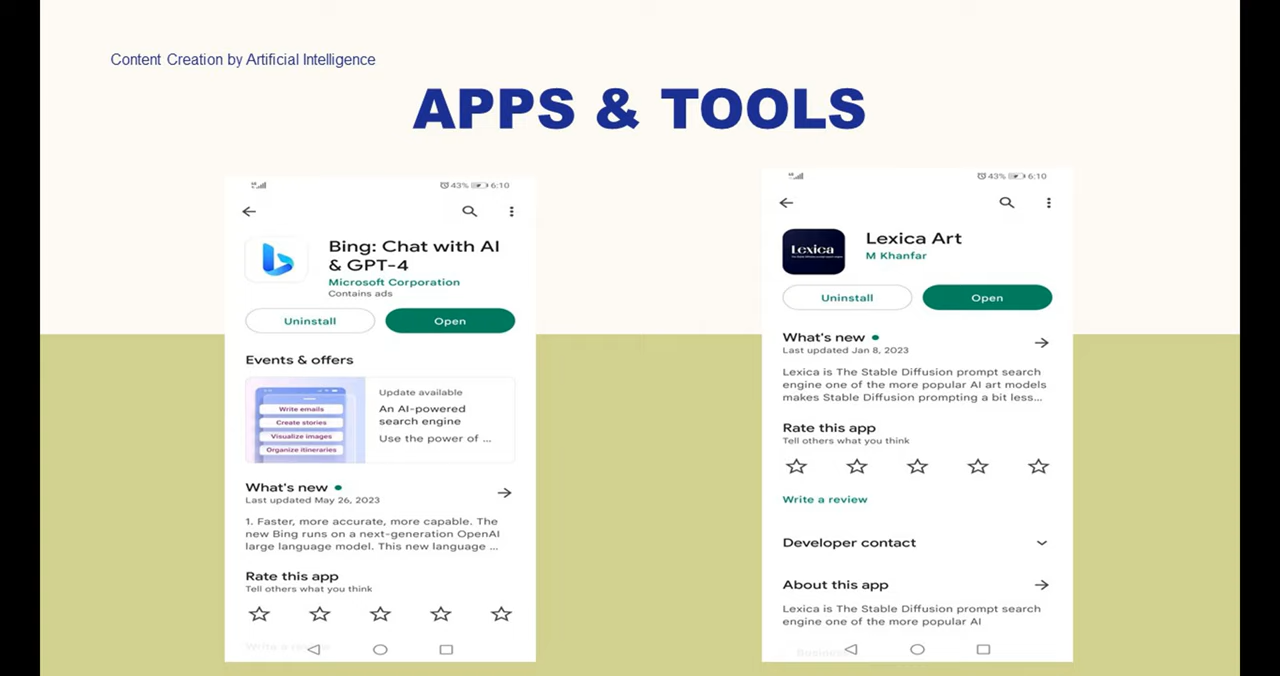 Content Creation by Artificial Intelligence
APPS & TOOLS
43% 6:10
Bing: Chat with AI
& GPT-4
Microsoft Corporation
Contains ads
Uninstall
Open
Events & offers
Write emails
Create stories
Visualize images
Organize itineraries
Update available
An AI-powered
search engine
Use the power of ...
What's new
Last updated May 26, 2023
1. Faster, more accurate, more capable. The
new Bing runs on a next-generation OpenAI
large language model. This new language ...
Rate this app
Tell others what you think
43% 6:10
Lexica
Lexica Art
M Khanfar
Uninstall
Open
What's new
Last updated Jan 8, 2023
Lexica is The Stable Diffusion prompt search
engine one of the more popular AI art models
makes Stable Diffusion prompting a bit less...
Rate this app
Tell others what you think
Write a review
Developer contact
About this app
Lexica is The Stable Diffusion prompt search
engine one of the more popular AI